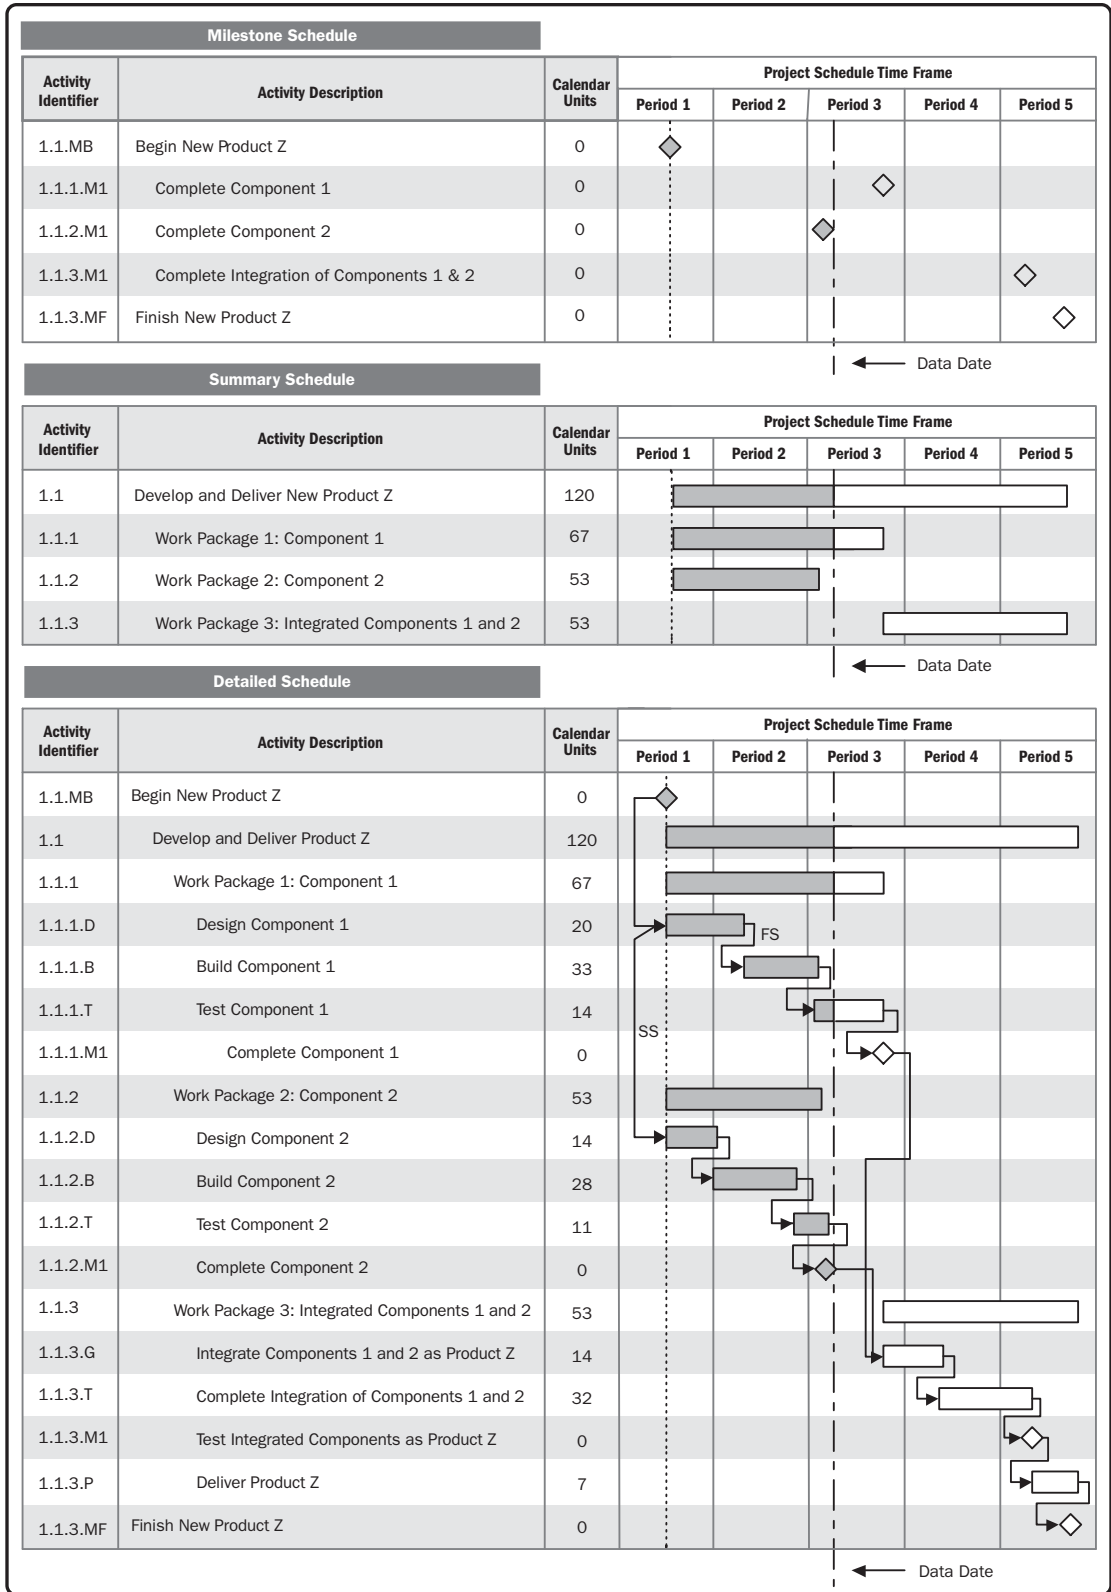 Milestone Schedule
Activity Identifier Activity Description Calendar Units Project Schedule Time Frame
Period 1 Period 2 Period 3 Period 4 Period 5
1.1.MB Begin New Product Z 0
1.1.1.M1 Complete Component 1 0
1.1.2.M1 Complete Component 2 0
1.1.3.M1 Complete Integration of Components 1 & 2 0
1.1.3.MF Finish New Product Z 0
Data Date
Summary Schedule
Activity Identifier Activity Description Calendar Units Project Schedule Time Frame
Period 1 Period 2 Period 3 Period 4 Period 5
1.1 Develop and Deliver New Product Z 120
1.1.1 Work Package 1: Component 1 67
1.1.2 Work Package 2: Component 2 53
1.1.3 Work Package 3: Integrated Components 1 and 2 53
Data Date
Detailed Schedule
Activity Identifier Activity Description Calendar Units Project Schedule Time Frame
Period 1 Period 2 Period 3 Period 4 Period 5
1.1.MB Begin New Product Z 0
1.1 Develop and Deliver Product Z 120
1.1.1 Work Package 1: Component 1 67
1.1.1.D Design Component 1 20 FS
1.1.1.B Build Component 1 33
1.1.1.T Test Component 1 14
SS
1.1.1.M1 Complete Component 1 0
1.1.2 Work Package 2: Component 2 53
1.1.2.D Design Component 2 14
1.1.2.B Build Component 2 28
1.1.2.T Test Component 2 11
1.1.2.M1 Complete Component 2 0
1.1.3 Work Package 3: Integrated Components 1 and 2 53
1.1.3.G Integrate Components 1 and 2 as Product Z 14
1.1.3.T Complete Integration of Components 1 and 2 32
1.1.3.M1 Test Integrated Components as Product Z 0
1.1.3.P Deliver Product Z 7
1.1.3.MF Finish New Product Z 0
Data Date